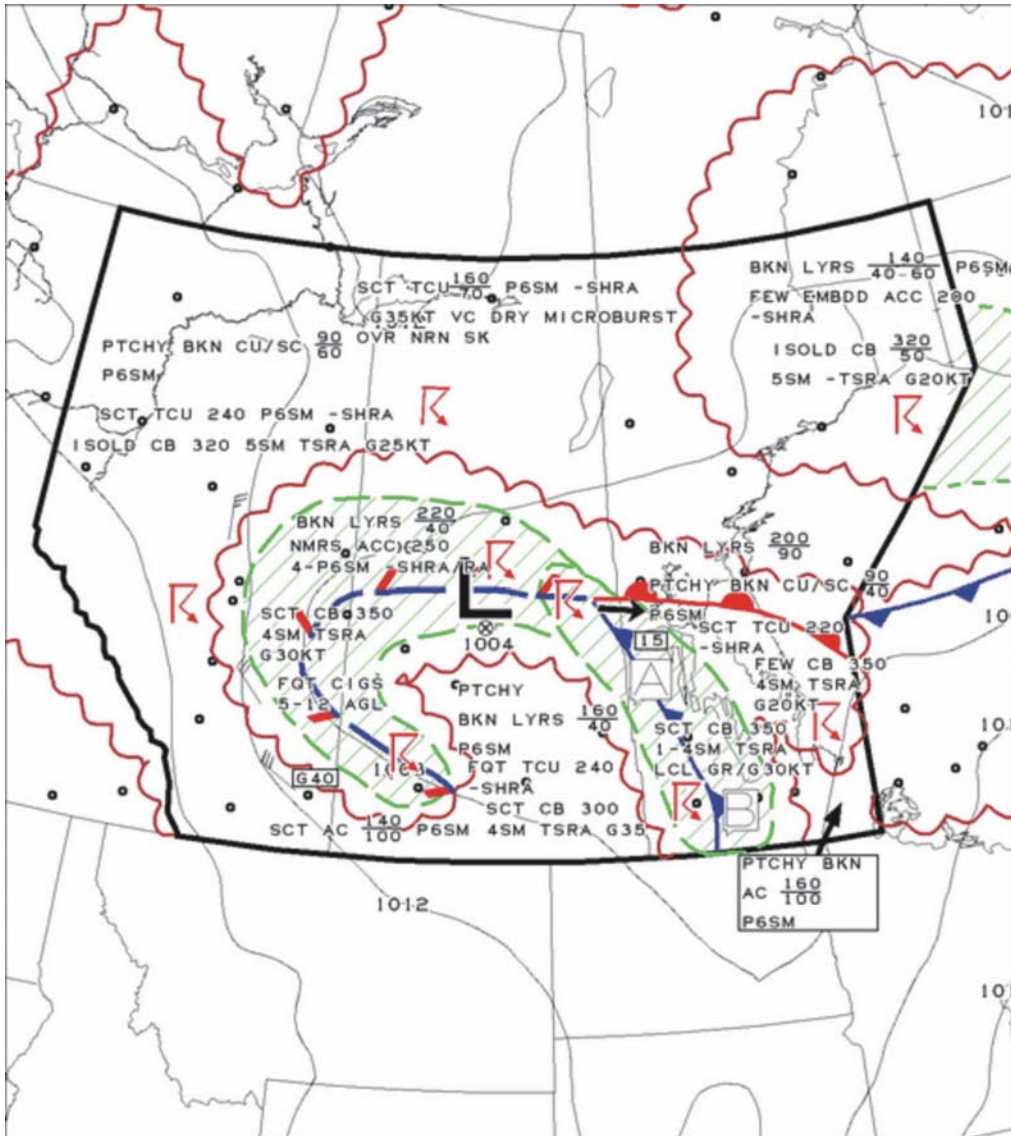 101
SCT TCU 160/70 P6SM -SHRA
G35KT VC DRY MICROBURST
OVR NRN SK
BKN LYRS 140/40-60 P6SM
FEW EMBDD ACC 200
-SHRA
ISOLD CB 320/50
5SM -TSRA G20KT
PTCHY BKN CU/SC 90/60
P6SM
SCT TCU 240 P6SM -SHRA
ISOLD CB 320 5SM TSRA G25KT
BKN LYRS 220/40
NMRS ACC 250
4-P6SM -SHRA/RA
L
1004
SCT CB 350
4SM TSRA
G30KT
FQT CIGS
5-12 AGL
BKN LYRS 200/90
PTCHY BKN CU/SC 90/40
P6SM
15
SCT TCU 220
-SHRA
FEW CB 350
4SM TSRA
G20KT
100
A
SCT CB 350
1-4SM TSRA
LCL GR/G30KT
B
PTCHY
BKN LYRS 160/40
P6SM
FQT TCU 240
-SHRA
SCT CB 300
4SM TSRA G35
G40
SCT AC 140/100 P6SM
PTCHY BKN
AC 160/100
P6SM
1012